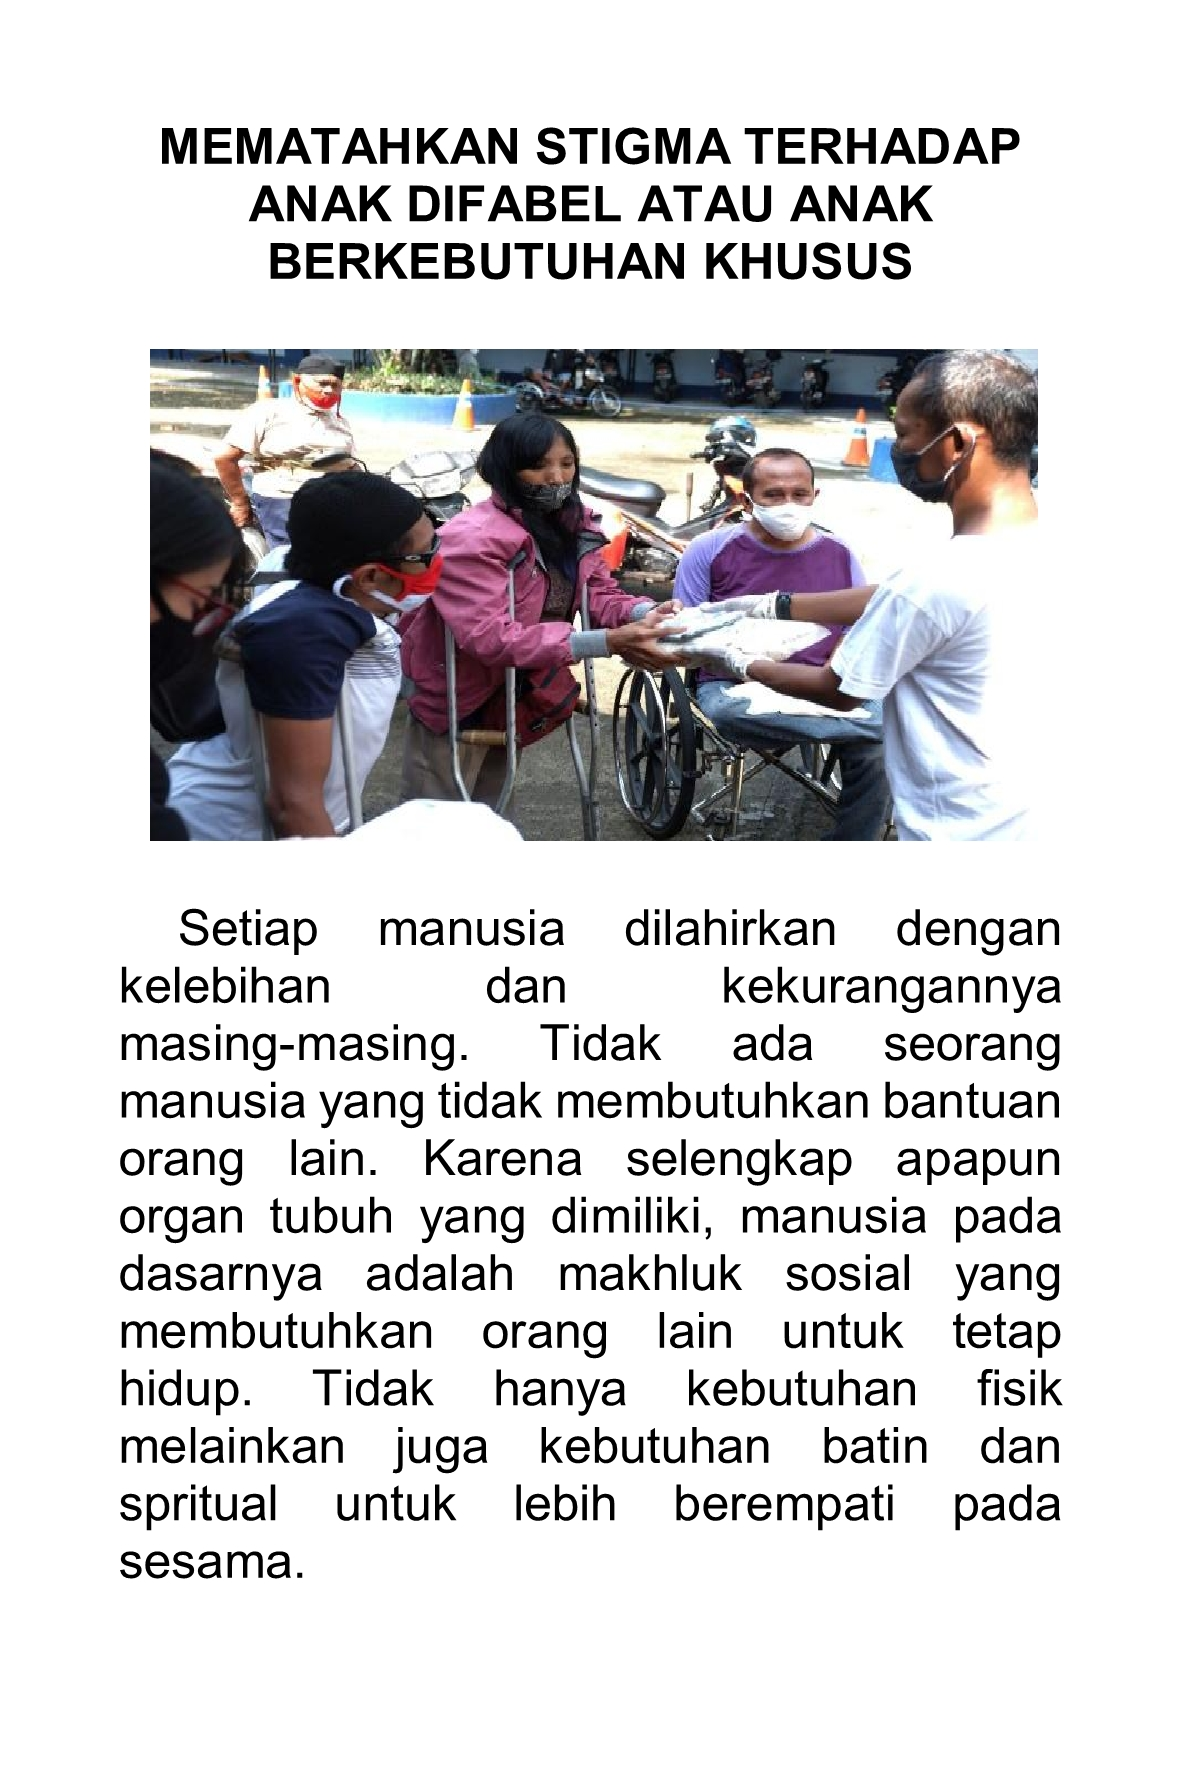 MEMATAHKAN STIGMA TERHADAP
ANAK DIFABEL ATAU ANAK
BERKEBUTUHAN KHUSUS
Setiap manusia dilahirkan dengan
kelebihan dan kekurangannya
masing-masing. Tidak ada seorang
manusia yang tidak membutuhkan bantuan
orang lain. Karena selengkap apapun
organ tubuh yang dimiliki, manusia pada
dasarnya adalah makhluk sosial yang
membutuhkan orang lain untuk tetap
hidup. Tidak hanya kebutuhan fisik
melainkan juga kebutuhan batin dan
spritual untuk lebih berempati pada
sesama.